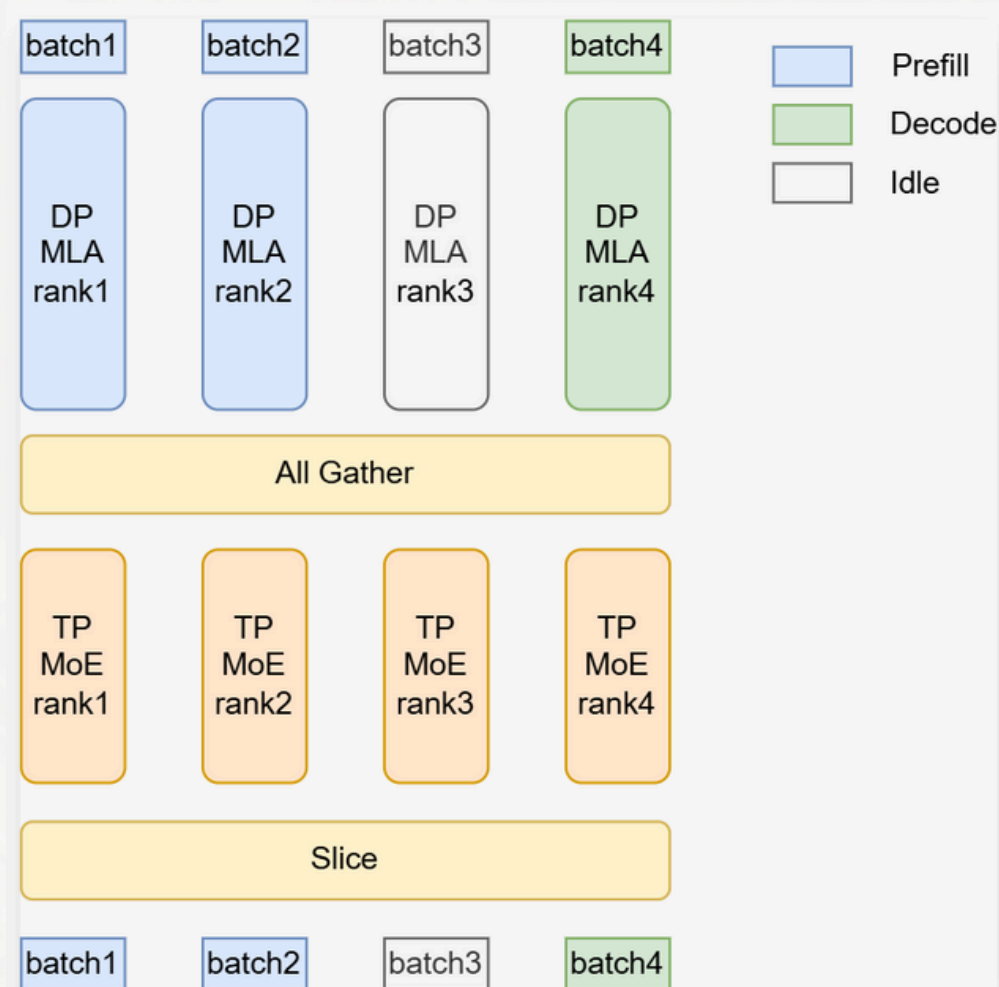 batch1
batch2
batch3
batch4
Prefill
Decode
Idle
DP
MLA
rank1
DP
MLA
rank2
DP
MLA
rank3
DP
MLA
rank4
All Gather
TP
MoE
rank1
TP
MoE
rank2
TP
MoE
rank3
TP
MoE
rank4
Slice
batch1
batch2
batch3
batch4